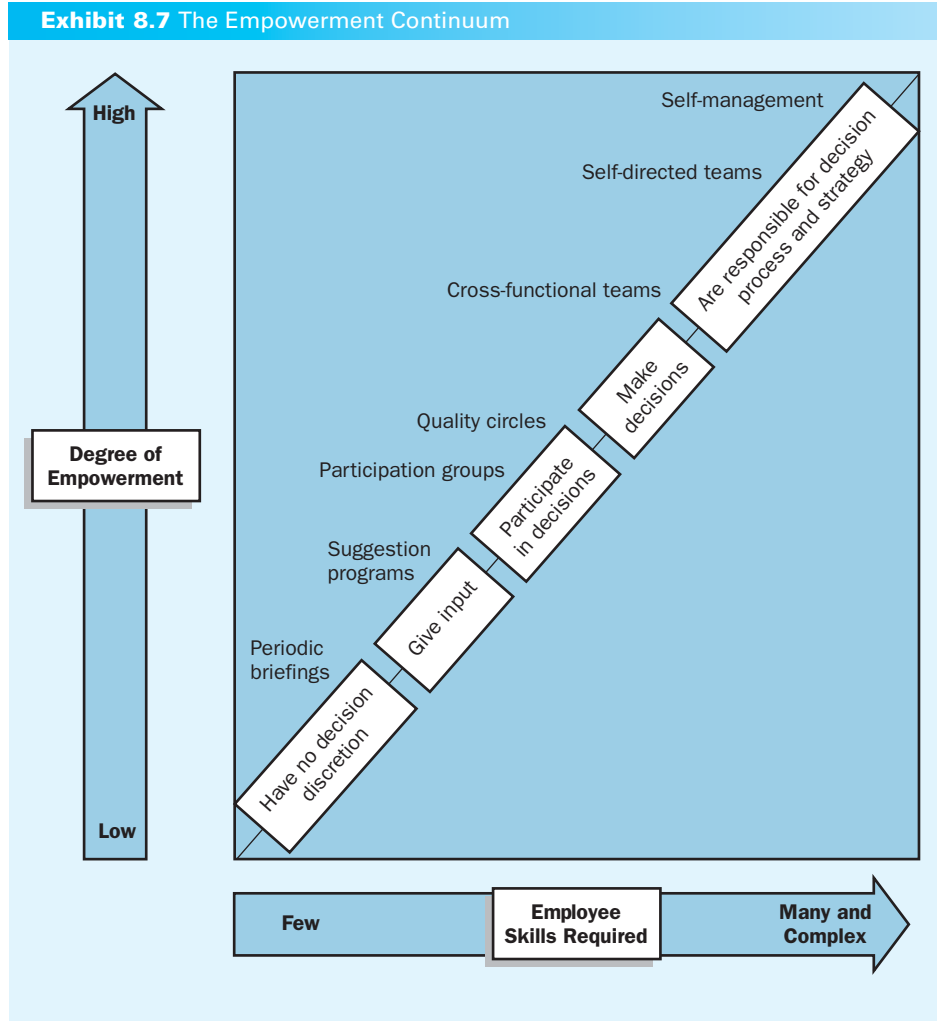 Exhibit 8.7 The Empowerment Continuum
High
Degree of
Empowerment
Low
Self-management
Self-directed teams
Cross-functional teams
Quality circles
Participation groups
Suggestion
programs
Periodic
briefings
Are responsible for decision
process and strategy
Make
decisions
Participate
in decisions
Give input
Have no decision
discretion
Few
Employee
Skills Required
Many and
Complex